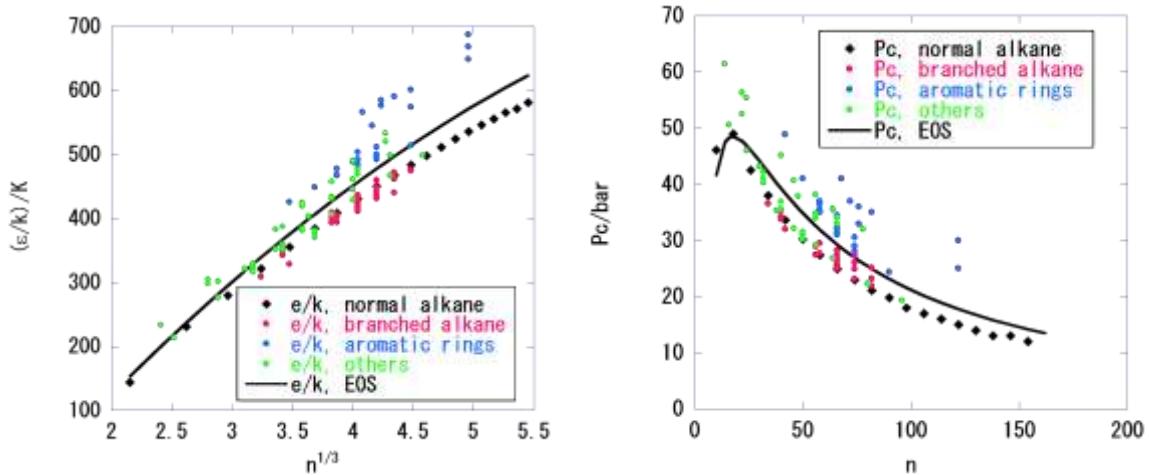 700
600
500
400
300
200
100
(ε/k)/K
e/k, normal alkane
e/k, branched alkane
e/k, aromatic rings
e/k, others
e/k, EOS
2 2.5 3 3.5 4 4.5 5 5.5
n^1/3
70
60
50
40
30
20
10
0
Pc/bar
Pc, normal alkane
Pc, branched alkane
Pc, aromatic rings
Pc, others
Pc, EOS
0 50 100 150 200
n